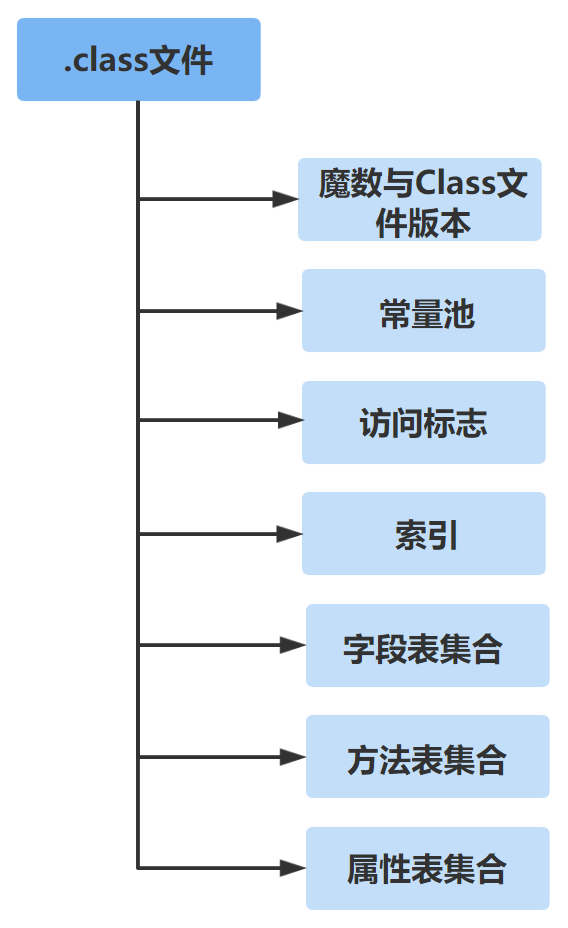 .class文件
魔数与Class文
件版本
常量池
访问标志
索引
字段表集合
方法表集合
属性表集合